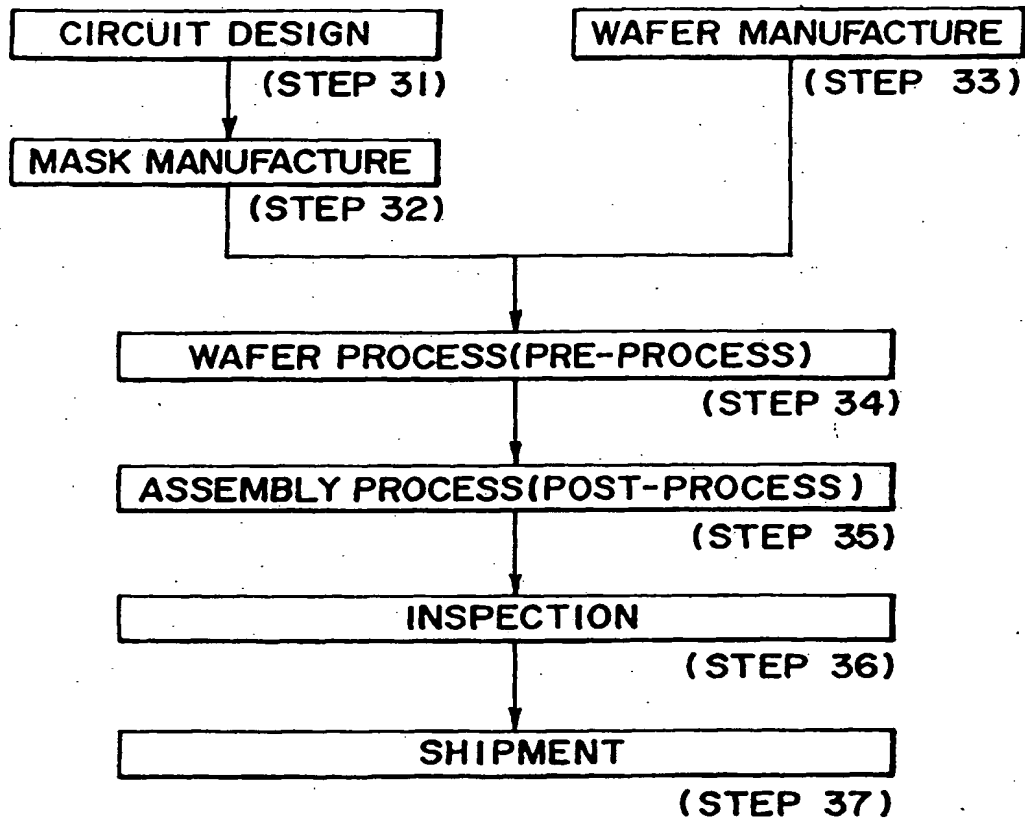 CIRCUIT DESIGN
(STEP 31)
MASK MANUFACTURE
(STEP 32)
WAFER MANUFACTURE
(STEP 33)
WAFER PROCESS(PRE-PROCESS)
(STEP 34)
ASSEMBLY PROCESS(POST-PROCESS)
(STEP 35)
INSPECTION
(STEP 36)
SHIPMENT
(STEP 37)